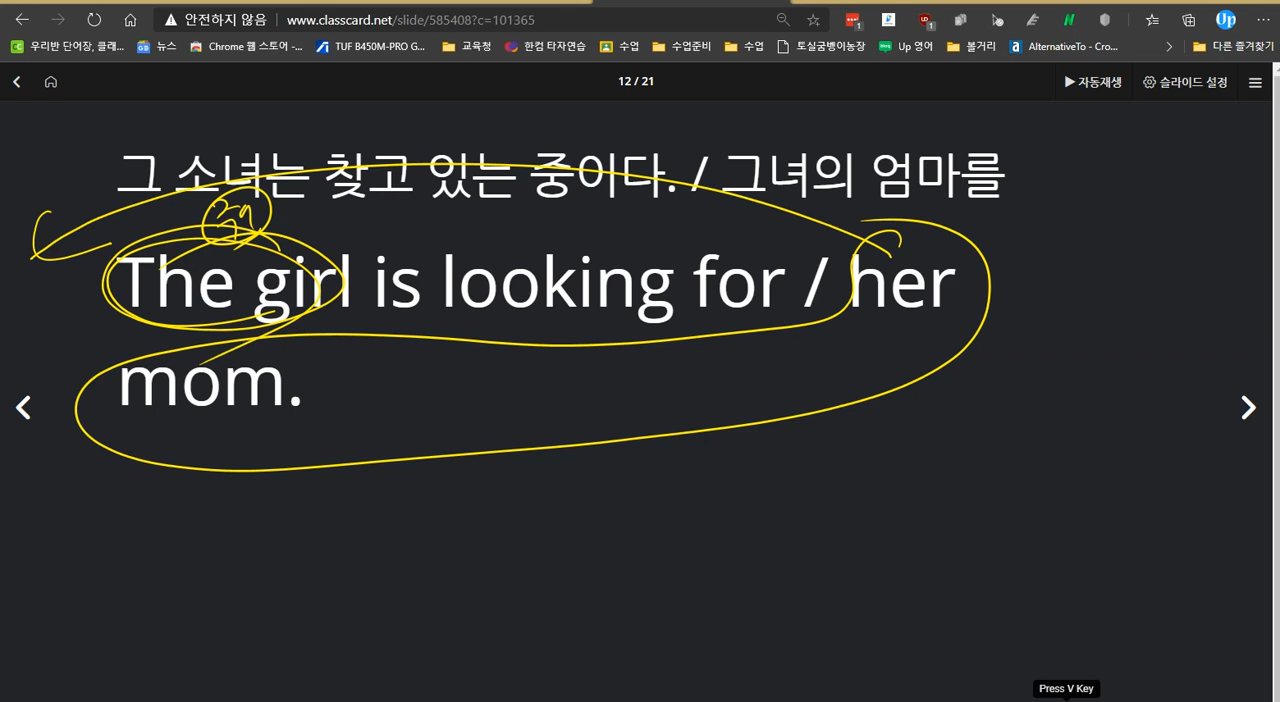 안전하지 않음 www.classcard.net/slide/585408?c=101365
우리반 단어장, 클래... 뉴스 Chrome 웹 스토어 -... TUF B450M-PRO G... 교육청 한컴 타자연습 수업 수업준비 수업 토실굼벵이농장 Up 영어 볼거리 AlternativeTo - Cro... 다른 즐겨찾기
12 / 21 자동재생 슬라이드 설정
그 소녀는 찾고 있는 중이다. / 그녀의 엄마를
The girl is looking for / her
mom.
Press V Key